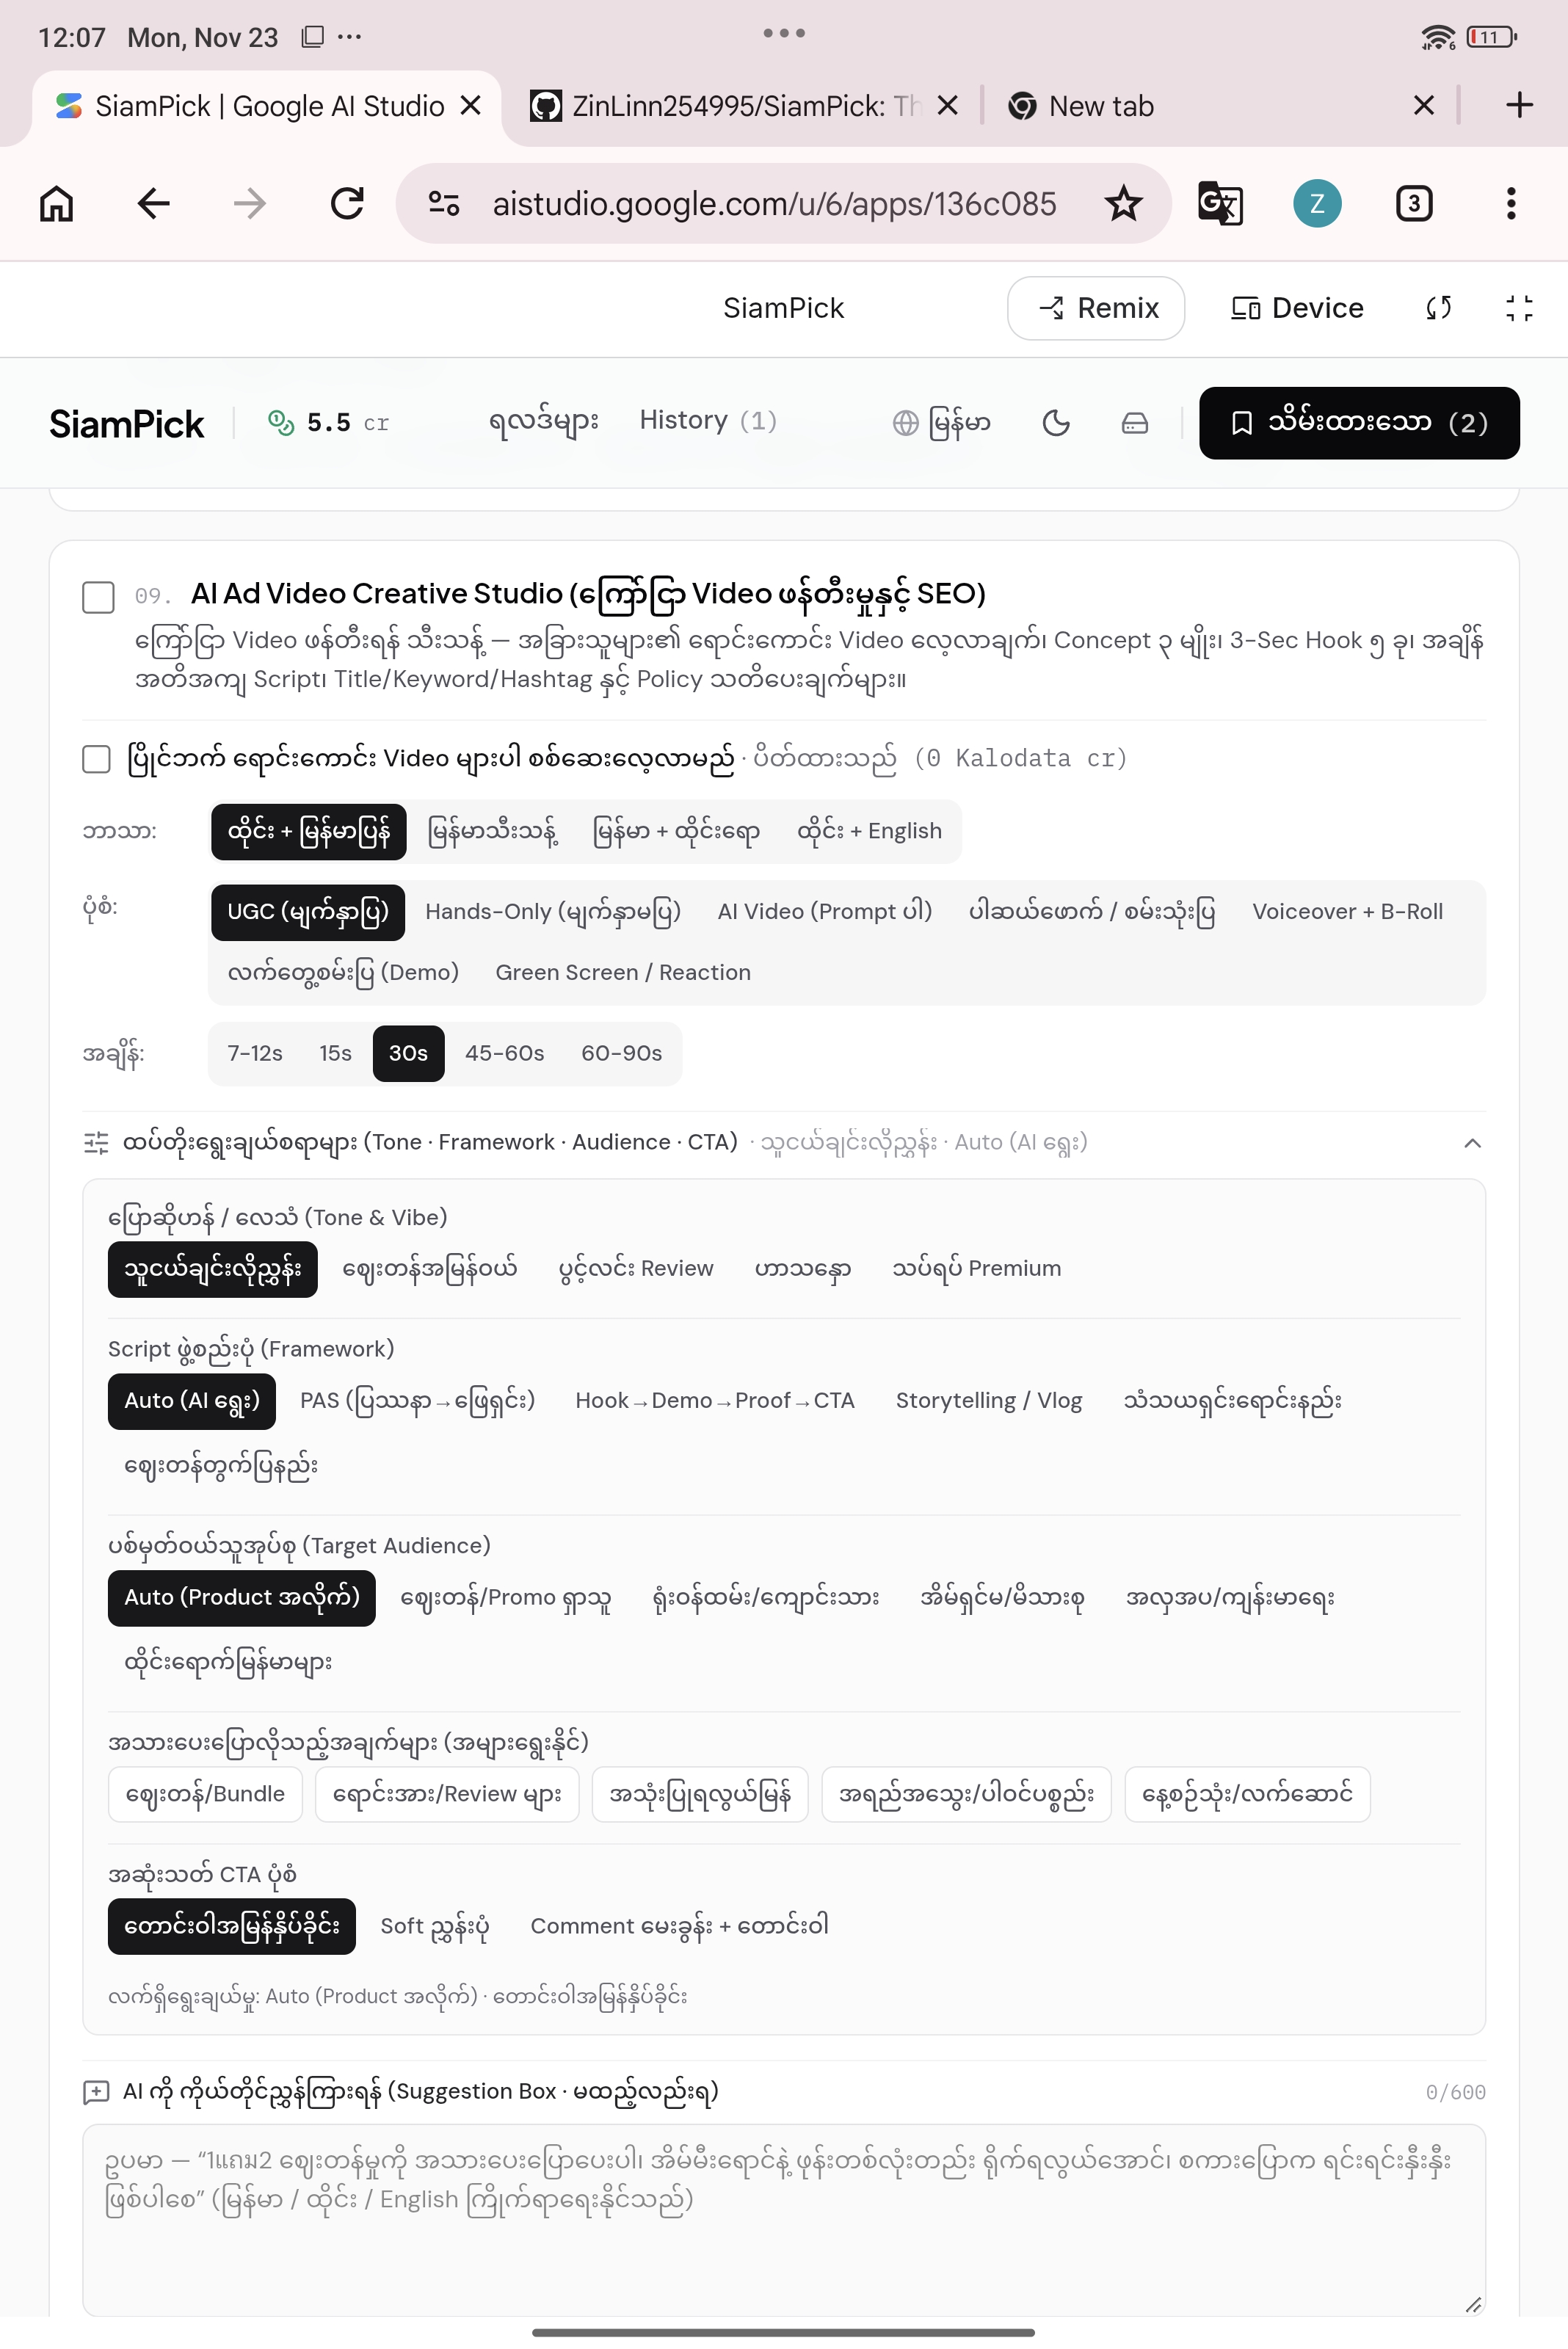 12:07 Mon, Nov 23
11
SiamPick | Google AI Studio
ZinLinn254995/SiamPick: Th
New tab
aistudio.google.com/u/6/apps/136c085
Z
3
SiamPick
Remix
Device
SiamPick
5.5 cr
ရလဒ်များ
History (1)
မြန်မာ
သိမ်းထားသော (2)
09. AI Ad Video Creative Studio (ကြော်ငြာ Video ဖန်တီးမှုနှင့် SEO)
ကြော်ငြာ Video ဖန်တီးရန် သီးသန့် — အခြားသူများ၏ ရောင်းကောင်း Video လေ့လာချက်၊ Concept ၃ မျိုး၊ 3-Sec Hook ၅ ခု၊ အချိန်
အတိအကျ Script၊ Title/Keyword/Hashtag နှင့် Policy သတိပေးချက်များ။
ပြိုင်ဘက် ရောင်းကောင်း Video များပါ စစ်ဆေးလေ့လာမည် · ပိတ်ထားသည် (0 Kalodata cr)
ဘာသာ: ထိုင်း + မြန်မာပြန် မြန်မာသီးသန့် မြန်မာ + ထိုင်းရော ထိုင်း + English
ပုံစံ: UGC (မျက်နှာပြ) Hands-Only (မျက်နှာမပြ) AI Video (Prompt ပါ) ပါဆယ်ဖောက် / စမ်းသုံးပြ Voiceover + B-Roll
လက်တွေ့စမ်းပြ (Demo) Green Screen / Reaction
အချိန်: 7-12s 15s 30s 45-60s 60-90s
ထပ်တိုးရွေးချယ်စရာများ (Tone · Framework · Audience · CTA) · သူငယ်ချင်းလိုညွှန်း · Auto (AI ရွေး)
ပြောဆိုဟန် / လေသံ (Tone & Vibe)
သူငယ်ချင်းလိုညွှန်း ဈေးတန်အမြန်ဝယ် ပွင့်လင်း Review ဟာသနှော သပ်ရပ် Premium
Script ဖွဲ့စည်းပုံ (Framework)
Auto (AI ရွေး) PAS (ပြဿနာ→ဖြေရှင်း) Hook→Demo→Proof→CTA Storytelling / Vlog သံသယရှင်းရောင်းနည်း
ဈေးတန်တွက်ပြနည်း
ပစ်မှတ်ဝယ်သူအုပ်စု (Target Audience)
Auto (Product အလိုက်) ဈေးတန်/Promo ရှာသူ ရုံးဝန်ထမ်း/ကျောင်းသား အိမ်ရှင်မ/မိသားစု အလှအပ/ကျန်းမာရေး
ထိုင်းရောက်မြန်မာများ
အသားပေးပြောလိုသည့်အချက်များ (အများရွေးနိုင်)
ဈေးတန်/Bundle ရောင်းအား/Review များ အသုံးပြုရလွယ်မြန် အရည်အသွေး/ပါဝင်ပစ္စည်း နေ့စဉ်သုံး/လက်ဆောင်
အဆုံးသတ် CTA ပုံစံ
တောင်းဝါအမြန်နှိပ်ခိုင်း Soft ညွှန်းပုံ Comment မေးခွန်း + တောင်းဝါ
လက်ရှိရွေးချယ်မှု: Auto (Product အလိုက်) · တောင်းဝါအမြန်နှိပ်ခိုင်း
AI ကို ကိုယ်တိုင်ညွှန်ကြားရန် (Suggestion Box · မထည့်လည်းရ)
0/600
ဥပမာ — “1แถม2 ဈေးတန်မှုကို အသားပေးပြောပေးပါ၊ အိမ်မီးရောင်နဲ့ ဖုန်းတစ်လုံးတည်း ရိုက်ရလွယ်အောင်၊ စကားပြောက ရင်းရင်းနှီးနှီး
ဖြစ်ပါစေ” (မြန်မာ / ထိုင်း / English ကြိုက်ရာရေးနိုင်သည်)